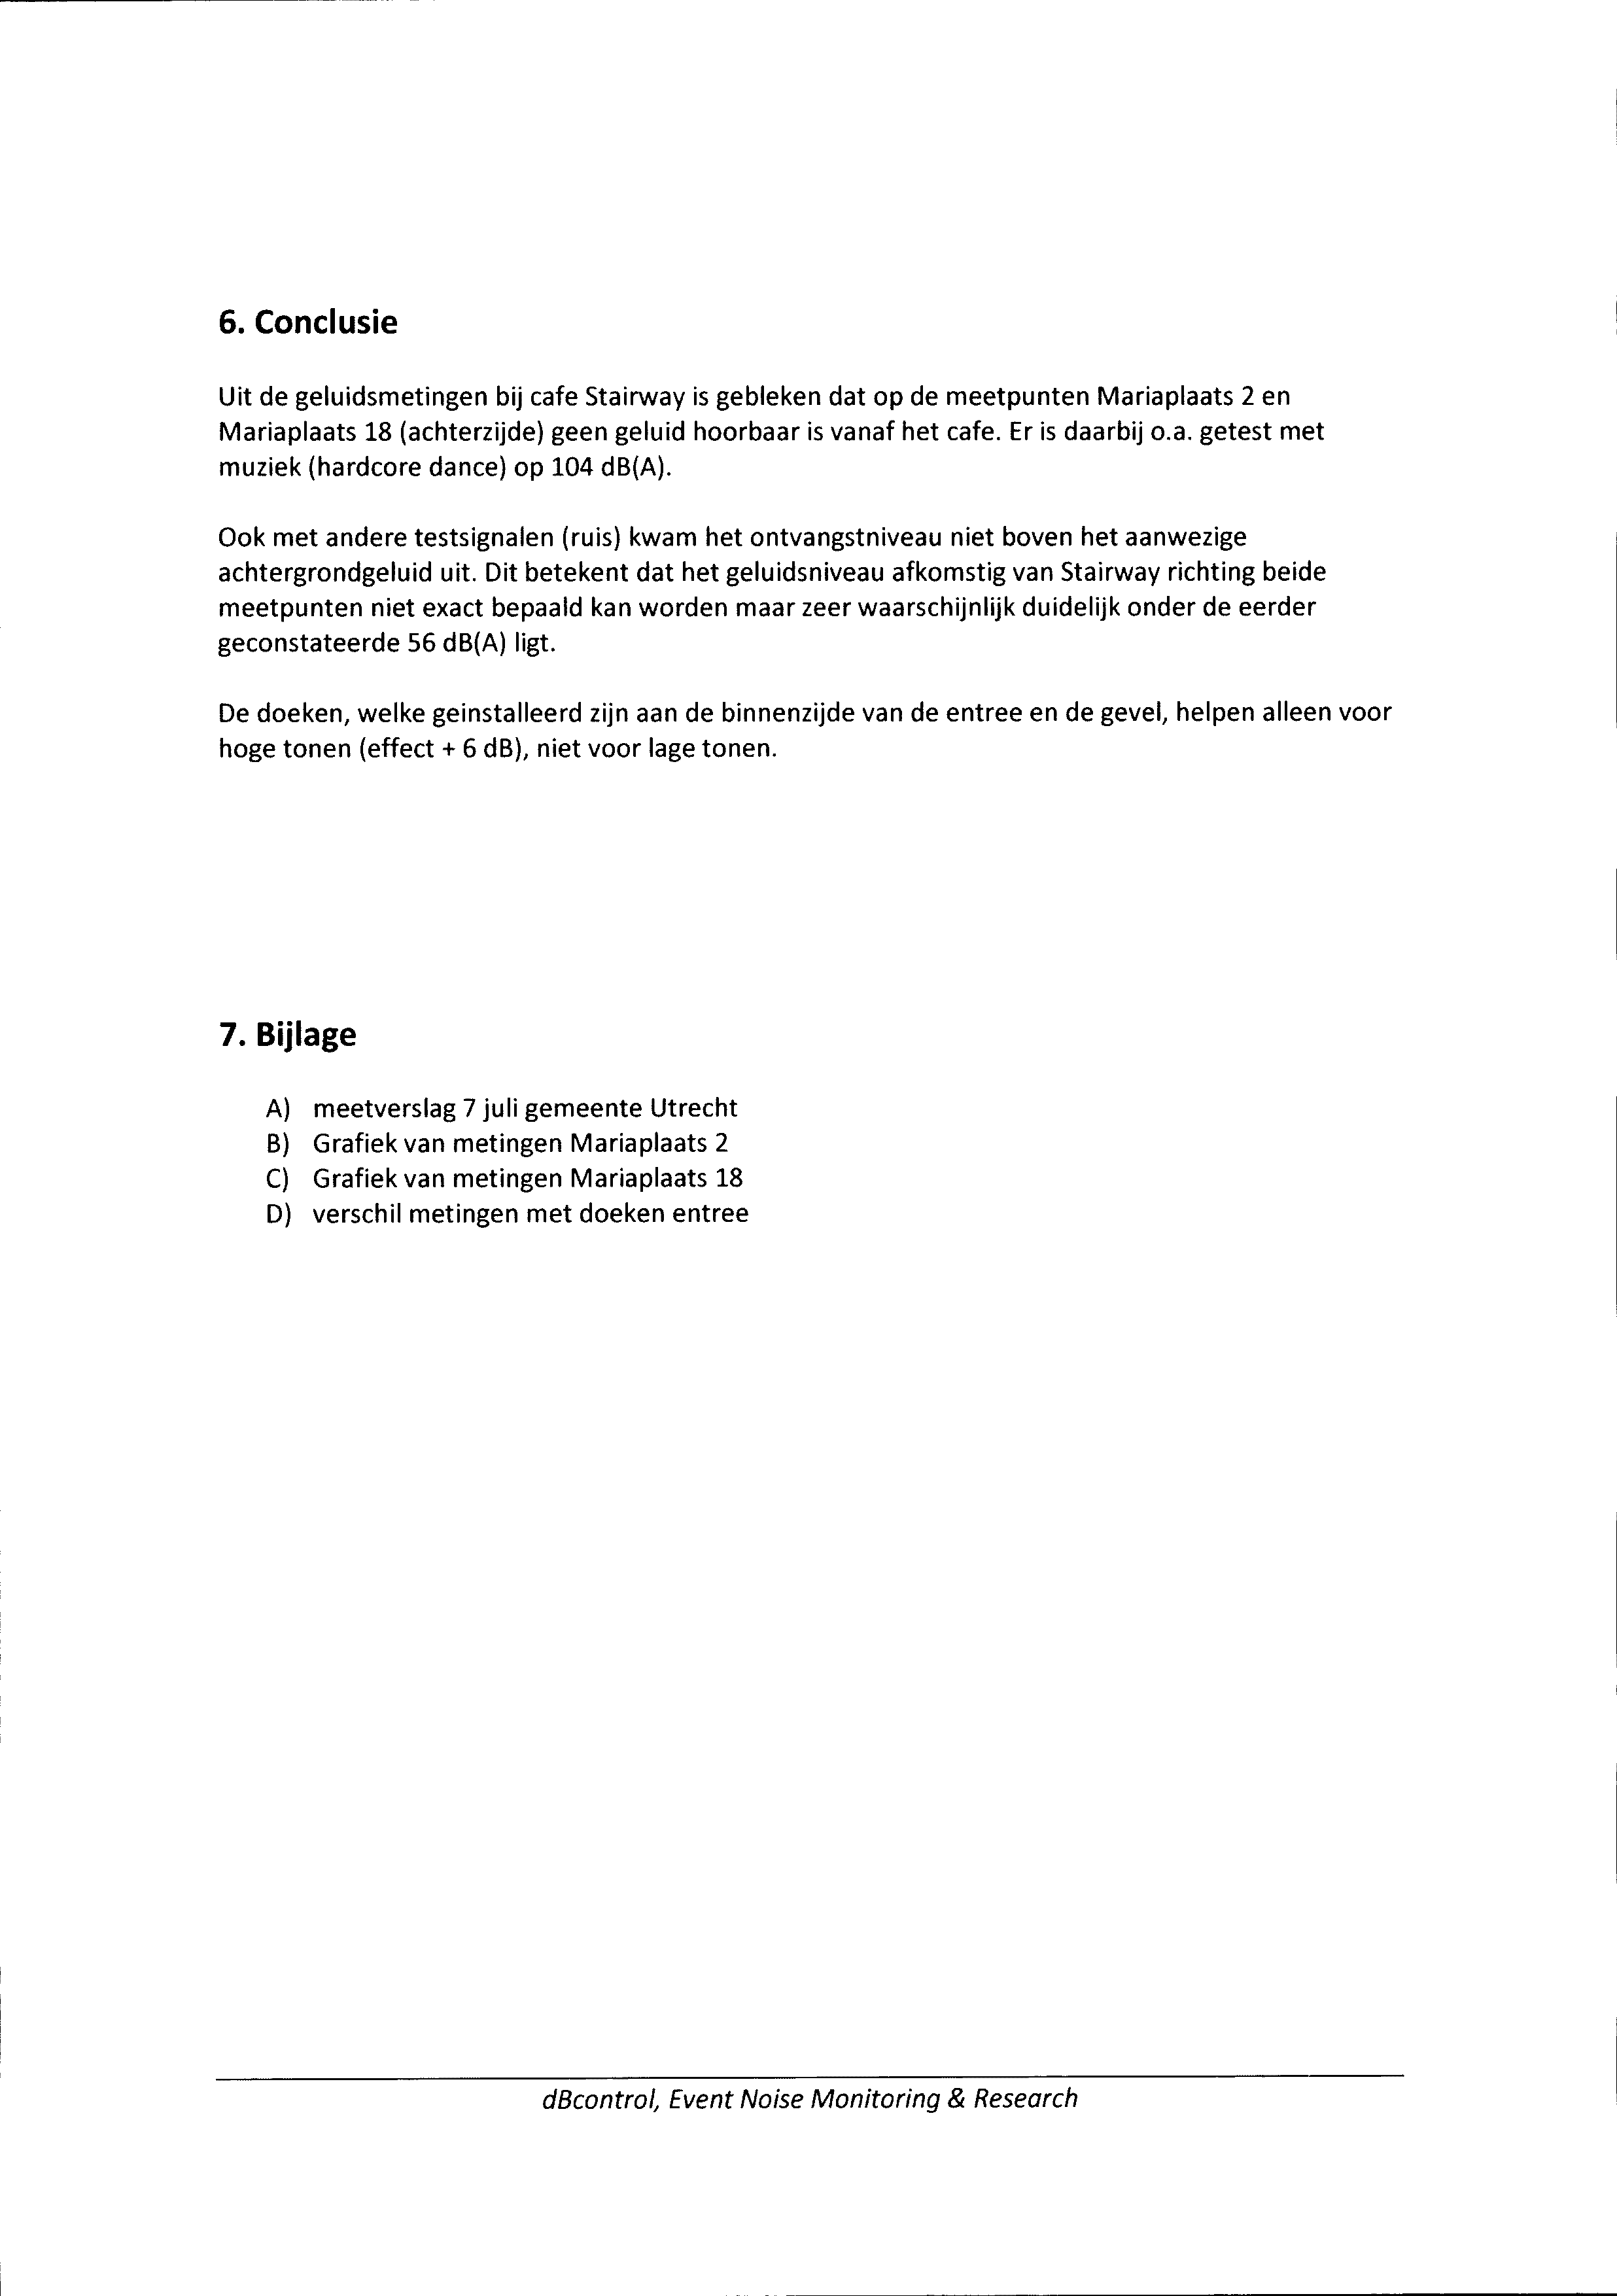 6. Conclusie
Uit de geluidsmetingen bij cafe Stairway is gebleken dat op de meetpunten Mariaplaats 2 en
Mariaplaats 18 (achterzijde) geen geluid hoorbaar is vanaf het cafe. Er is daarbij o.a. getest met
muziek (hardcore dance) op 104 dB(A).
Ook met andere testsignalen (ruis) kwam het ontvangstniveau niet boven het aanwezige
achtergrondgeluid uit. Dit betekent dat het geluidsniveau afkomstig van Stairway richting beide
meetpunten niet exact bepaald kan worden maar zeer waarschijnlijk duidelijk onder de eerder
geconstateerde 56 dB(A) ligt.
De doeken, welke geinstalleerd zijn aan de binnenzijde van de entree en de gevel, helpen alleen voor
hoge tonen (effect + 6 dB), niet voor lage tonen.
7. Bijlage
A) meetverslag 7 juli gemeente Utrecht
B) Grafiek van metingen Mariaplaats 2
C) Grafiek van metingen Mariaplaats 18
D) verschil metingen met doeken entree
dBcontrol, Event Noise Monitoring & Research